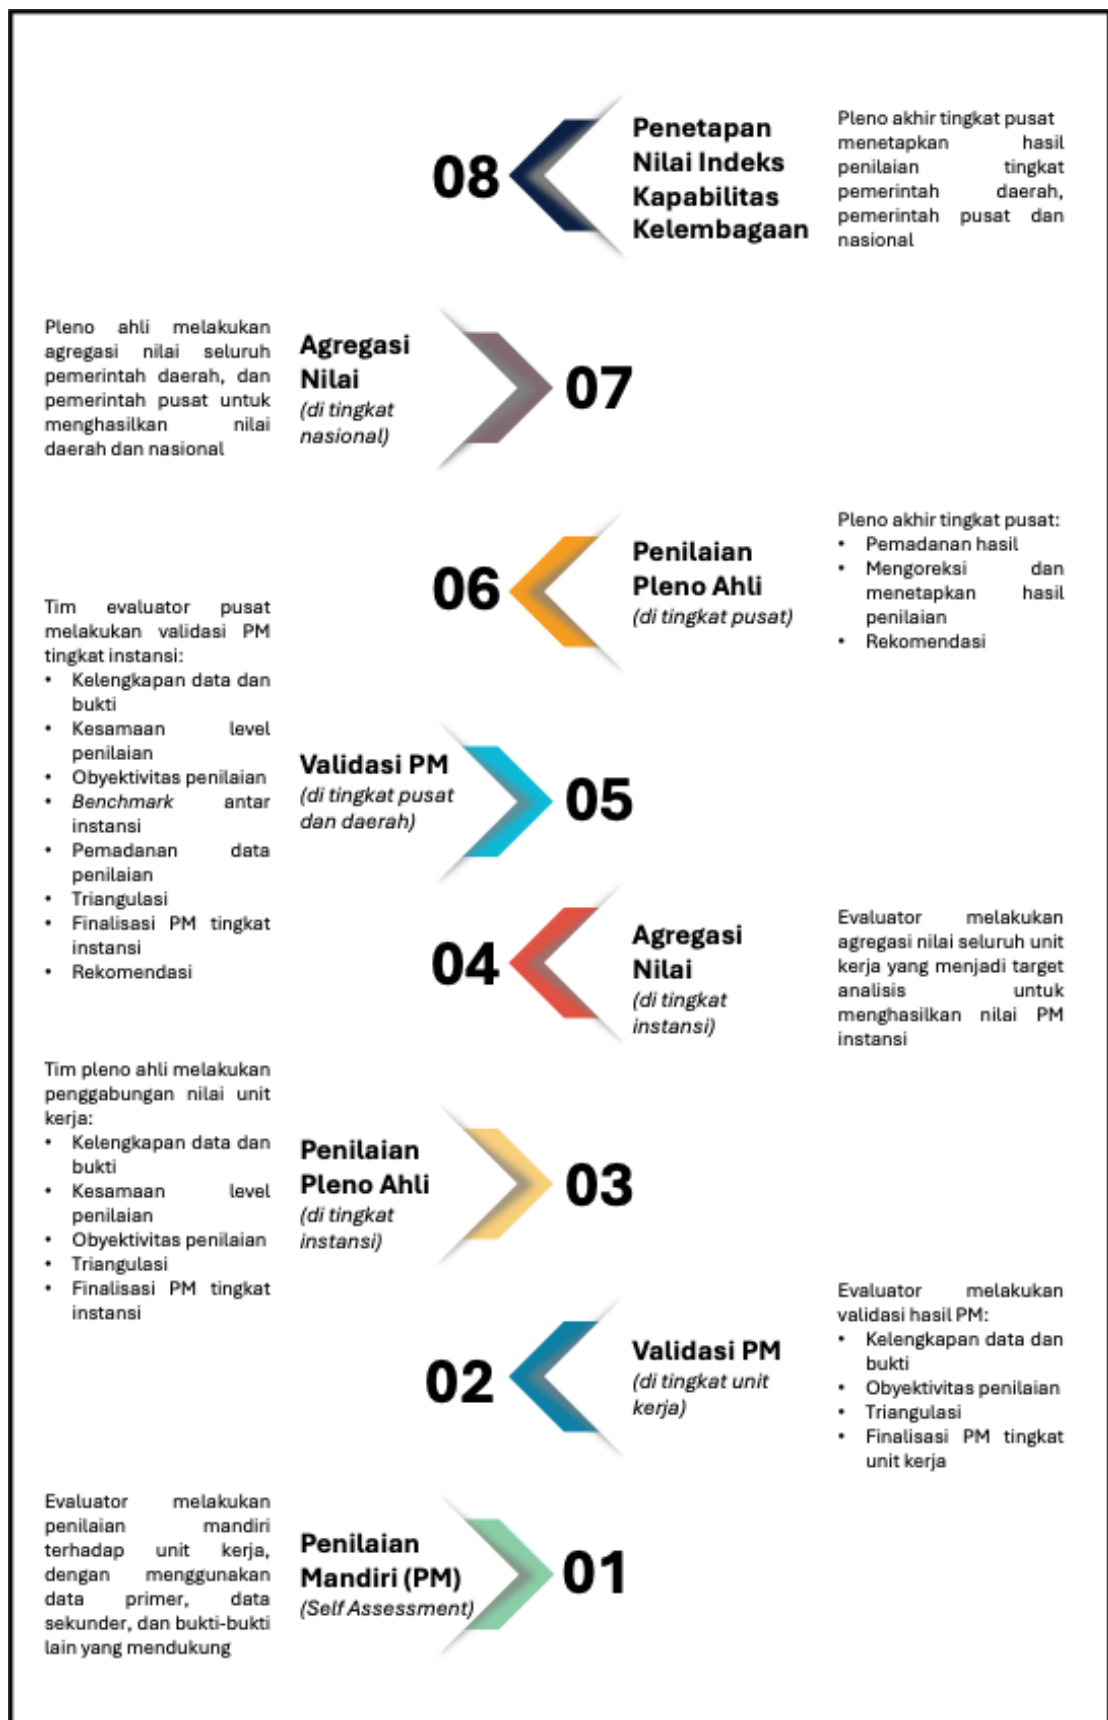 08
Penetapan
Nilai Indeks
Kapabilitas
Kelembagaan
Pleno akhir tingkat pusat
menetapkan hasil
penilaian tingkat
pemerintah daerah,
pemerintah pusat dan
nasional
Pleno ahli melakukan
agregasi nilai seluruh
pemerintah daerah, dan
pemerintah pusat untuk
menghasilkan nilai
daerah dan nasional
Agregasi
Nilai
(di tingkat
nasional)
07
06
Penilaian
Pleno Ahli
(di tingkat pusat)
Pleno akhir tingkat pusat:
• Pemadanan hasil
• Mengoreksi dan
menetapkan hasil
penilaian
• Rekomendasi
Tim evaluator pusat
melakukan validasi PM
tingkat instansi:
• Kelengkapan data dan
bukti
• Kesamaan level
penilaian
• Obyektivitas penilaian
• Benchmark antar
instansi
• Pemadanan data
penilaian
• Triangulasi
• Finalisasi PM tingkat
instansi
• Rekomendasi
Validasi PM
(di tingkat pusat
dan daerah)
05
04
Agregasi
Nilai
(di tingkat
instansi)
Evaluator melakukan
agregasi nilai seluruh unit
kerja yang menjadi target
analisis untuk
menghasilkan nilai PM
instansi
Tim pleno ahli melakukan
penggabungan nilai unit
kerja:
• Kelengkapan data dan
bukti
• Kesamaan level
penilaian
• Obyektivitas penilaian
• Triangulasi
• Finalisasi PM tingkat
instansi
Penilaian
Pleno Ahli
(di tingkat
instansi)
03
02
Validasi PM
(di tingkat unit
kerja)
Evaluator melakukan
validasi hasil PM:
• Kelengkapan data dan
bukti
• Obyektivitas penilaian
• Triangulasi
• Finalisasi PM tingkat
unit kerja
Evaluator melakukan
penilaian mandiri
terhadap unit kerja,
dengan menggunakan
data primer, data
sekunder, dan bukti-bukti
lain yang mendukung
Penilaian
Mandiri (PM)
(Self Assessment)
01